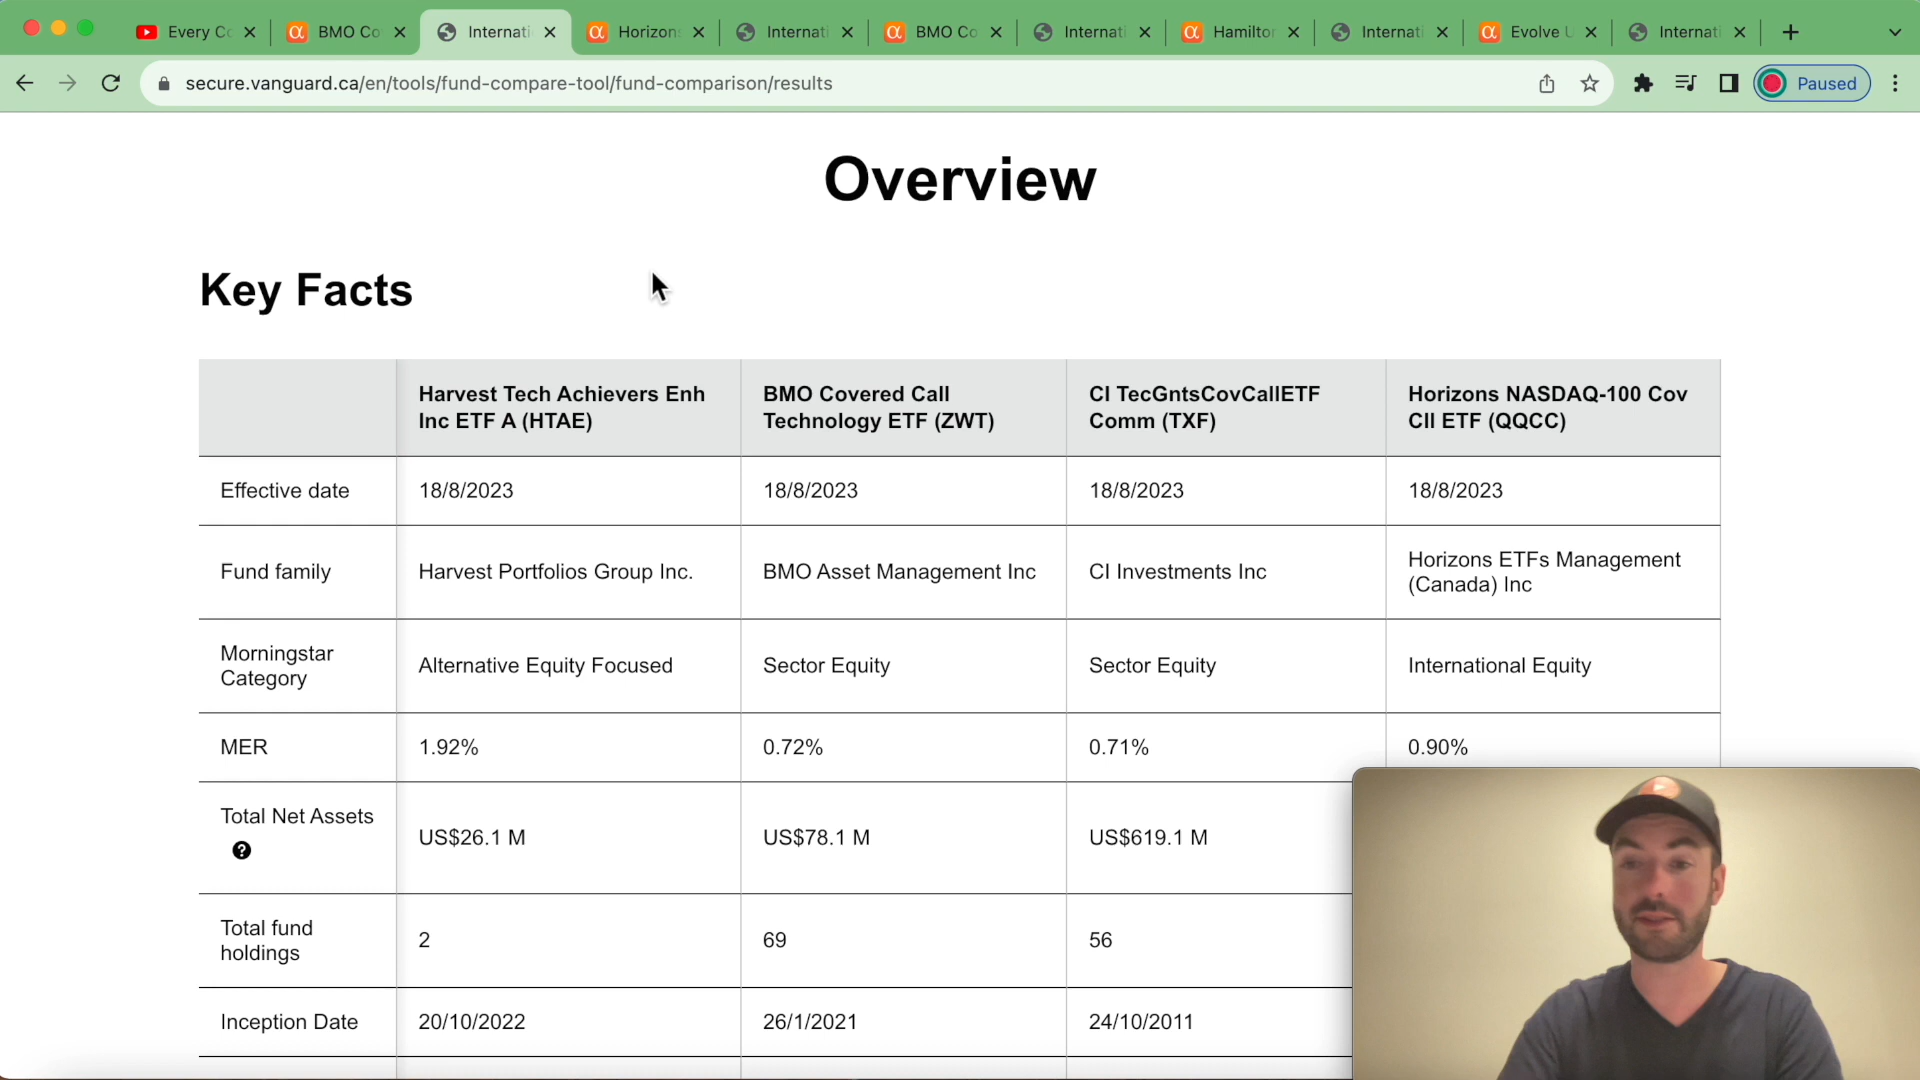 Every Co
BMO Co
Internati
Horizons
Internati
BMO Co
Internati
Hamilton
Internati
Evolve U
Internati
secure.vanguard.ca/en/tools/fund-compare-tool/fund-comparison/results
Paused
Overview
Key Facts
Harvest Tech Achievers Enh
Inc ETF A (HTAE)
BMO Covered Call
Technology ETF (ZWT)
CI TecGntsCovCallETF
Comm (TXF)
Horizons NASDAQ-100 Cov
Cll ETF (QQCC)
Effective date
18/8/2023
18/8/2023
18/8/2023
18/8/2023
Fund family
Harvest Portfolios Group Inc.
BMO Asset Management Inc
CI Investments Inc
Horizons ETFs Management
(Canada) Inc
Morningstar
Category
Alternative Equity Focused
Sector Equity
Sector Equity
International Equity
MER
1.92%
0.72%
0.71%
0.90%
Total Net Assets
?
US$26.1 M
US$78.1 M
US$619.1 M
Total fund
holdings
2
69
56
Inception Date
20/10/2022
26/1/2021
24/10/2011